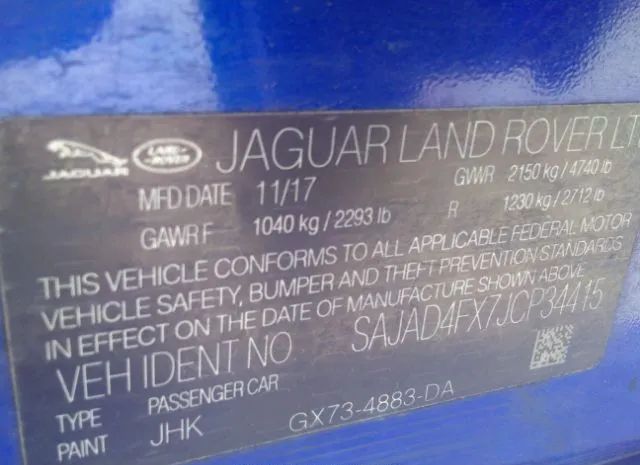 JAGUAR LAND ROVER JAGUAR LAND ROVER LT
MFD DATE 11/17 GVWR 2150 kg / 4740 lb
GAWR F 1040 kg / 2293 lb R 1230 kg / 2712 lb
THIS VEHICLE CONFORMS TO ALL APPLICABLE FEDERAL MOTOR
VEHICLE SAFETY, BUMPER AND THEFT PREVENTION STANDARDS
IN EFFECT ON THE DATE OF MANUFACTURE SHOWN ABOVE
VEH IDENT NO SAJAD4FX7JCP34415
TYPE PASSENGER CAR
PAINT JHK GX73-4883-DA